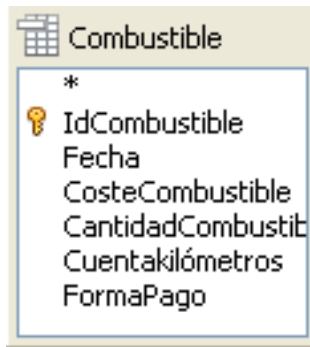 Combustible
*
IdCombustible
Fecha
CosteCombustible
CantidadCombustib
Cuentakilómetros
FormaPago